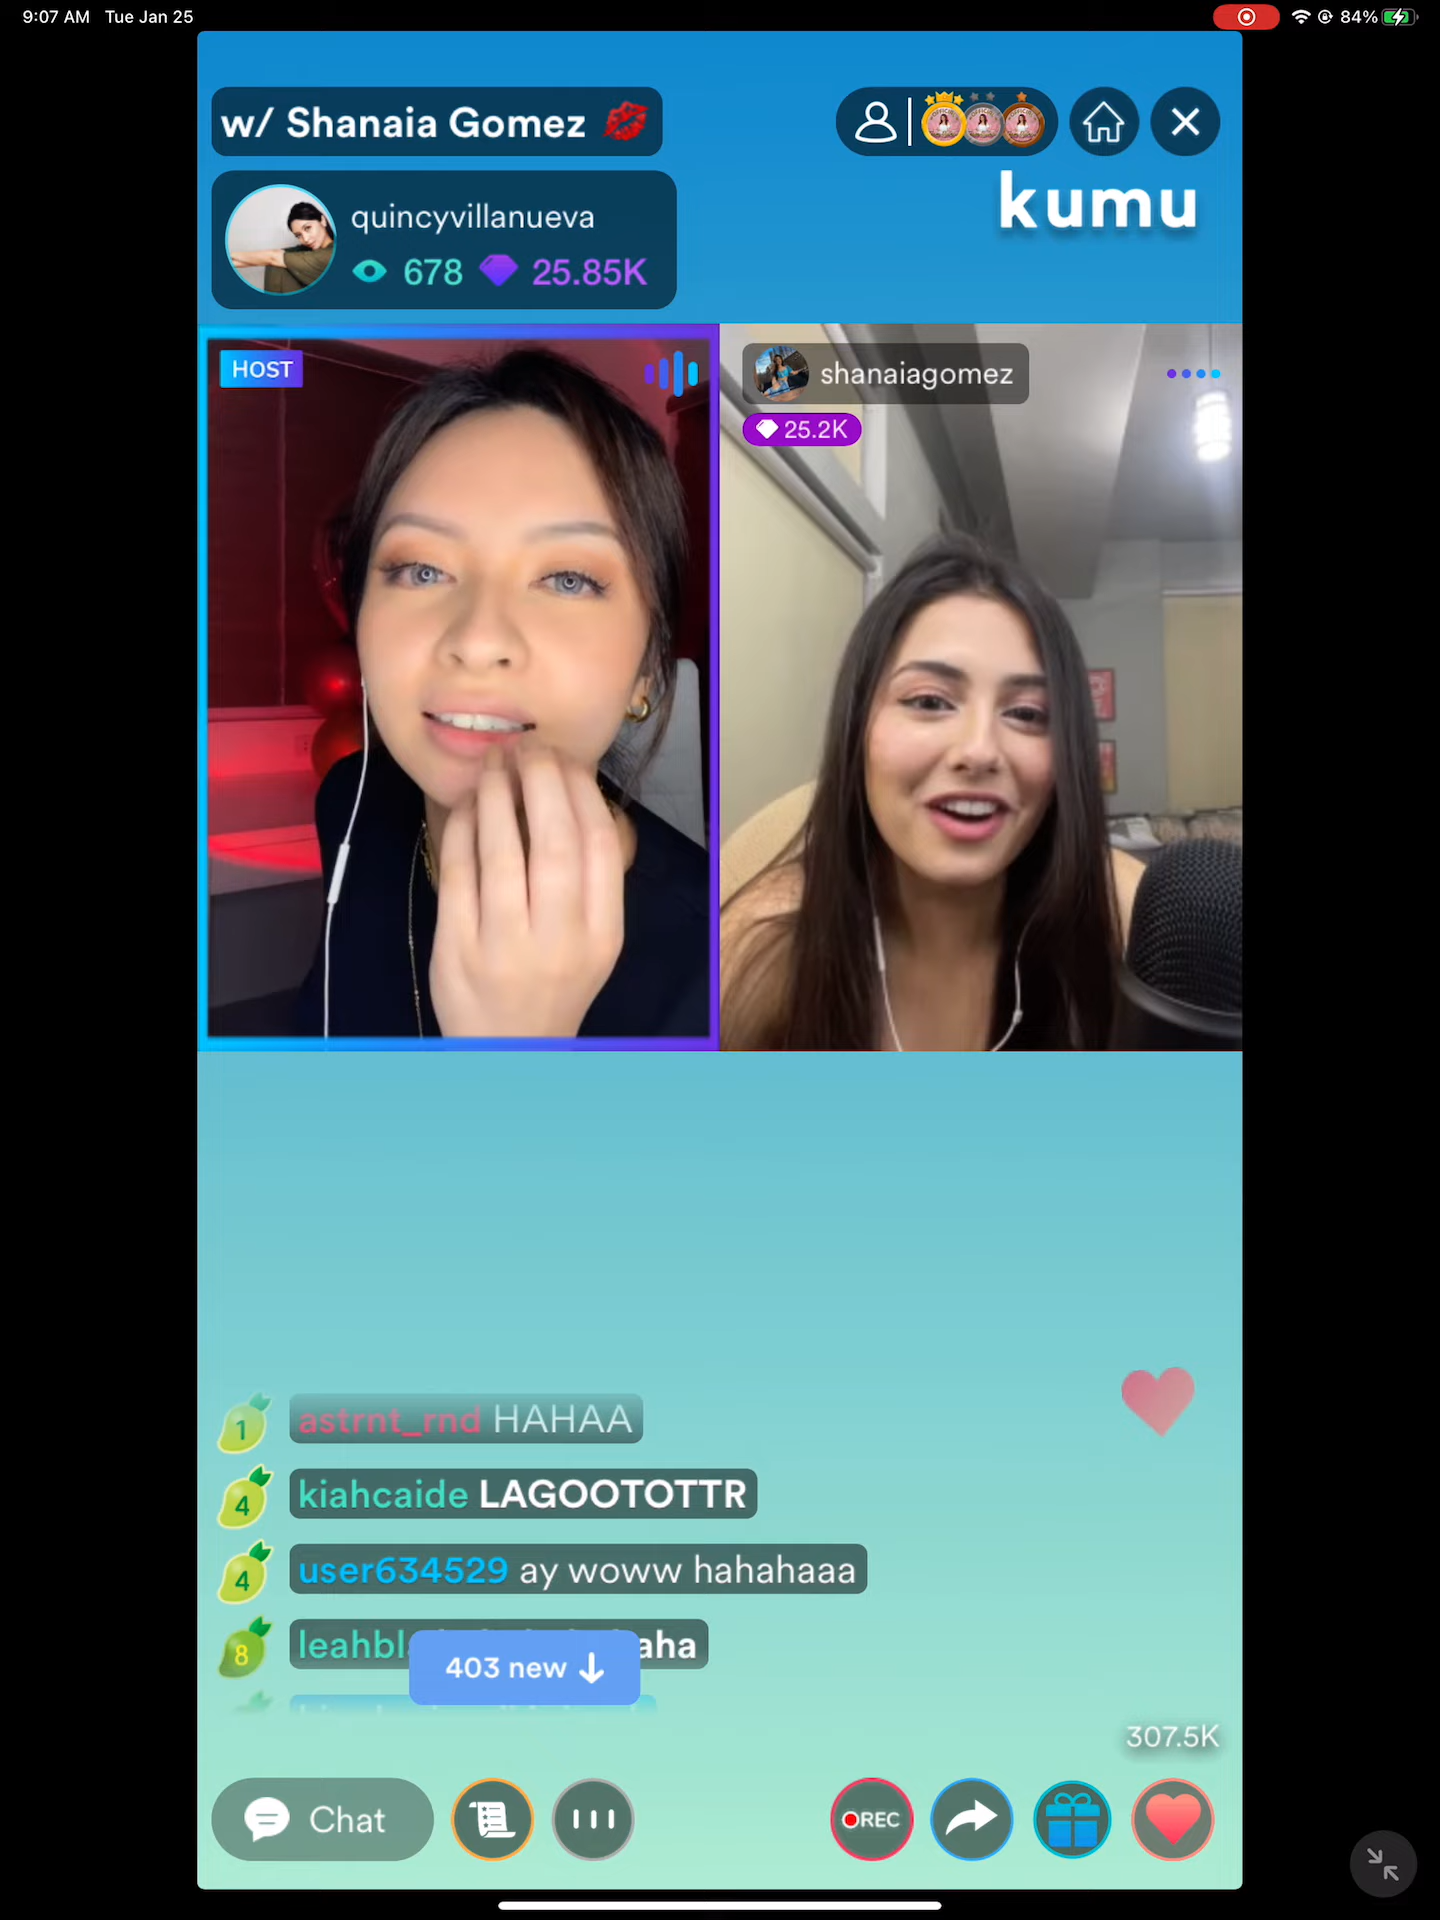 9:07 AM Tue Jan 25
84%
w/ Shanaia Gomez 💋
kumu
quincyvillanueva
678 25.85K
HOST
shanaiagomez
25.2K
1 astrnt_rnd HAHAA
4 kiahcaide LAGOOTOTTR
4 user634529 ay woww hahahaaa
8
403 new ↓
307.5K
Chat
REC